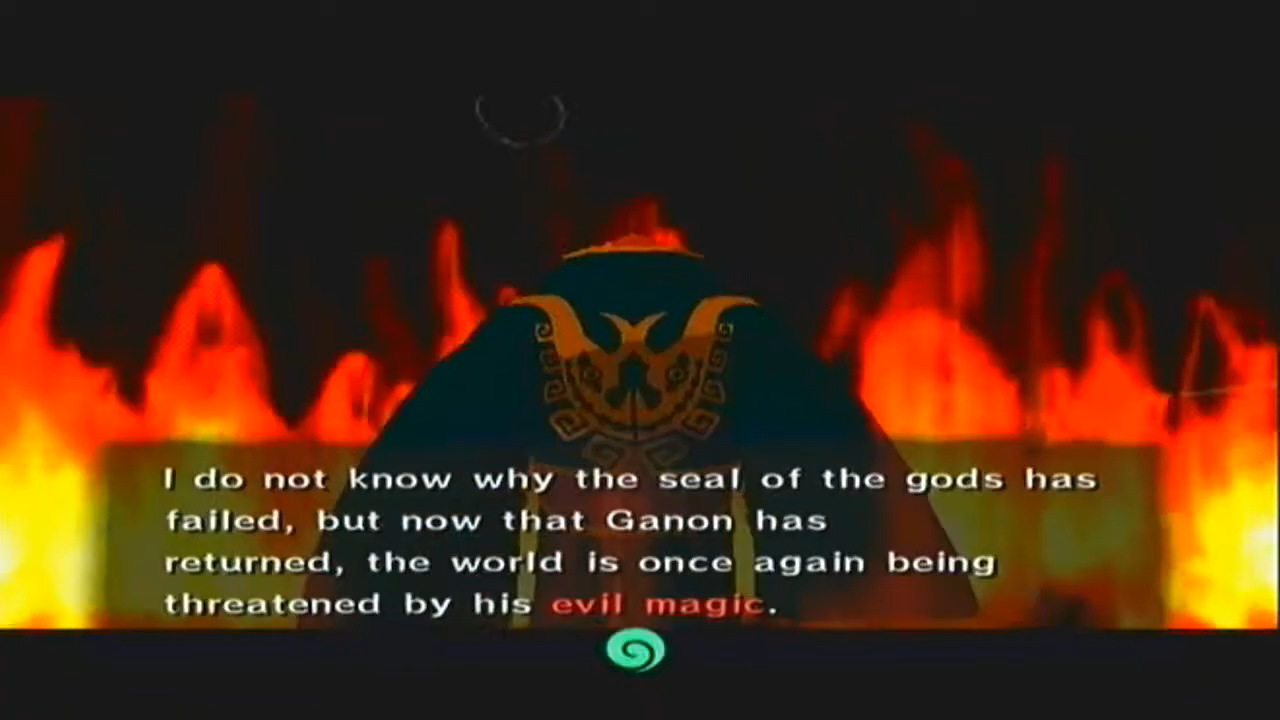 I do not know why the seal of the gods has
failed, but now that Ganon has
returned, the world is once again being
threatened by his evil magic.